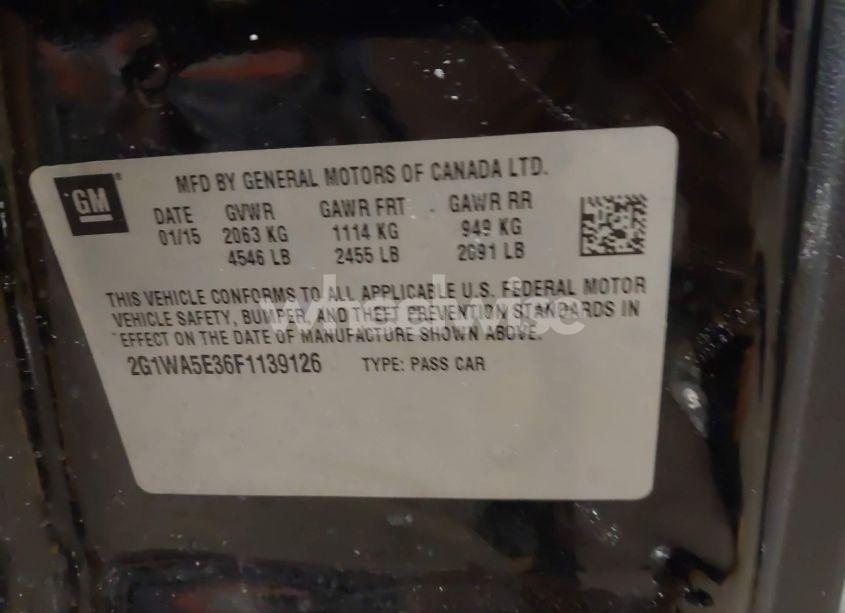 GM
MFD BY GENERAL MOTORS OF CANADA LTD.
DATE GVWR GAWR FRT GAWR RR
01/15 2063 KG 1114 KG 949 KG
4546 LB 2455 LB 2091 LB
THIS VEHICLE CONFORMS TO ALL APPLICABLE U.S. FEDERAL MOTOR
VEHICLE SAFETY, BUMPER, AND THEFT PREVENTION STANDARDS IN
EFFECT ON THE DATE OF MANUFACTURE SHOWN ABOVE.
2G1WA5E36F1139126 TYPE: PASS CAR